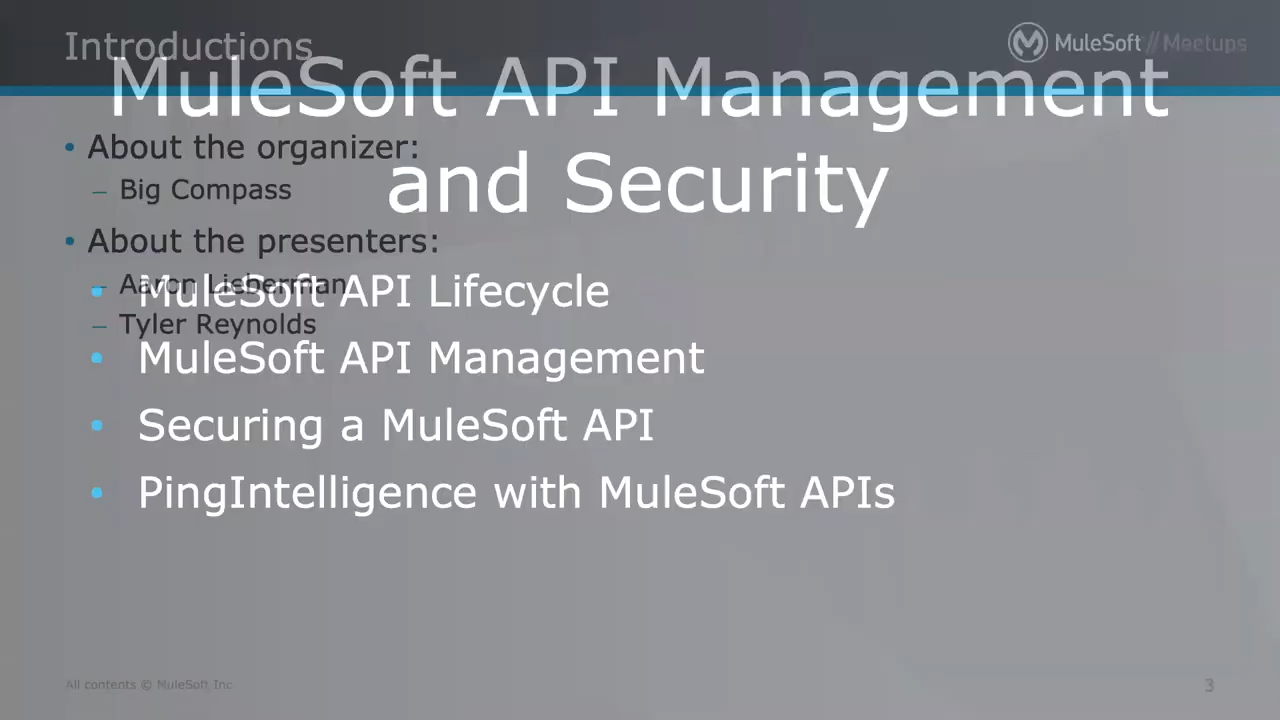 Introductions
MuleSoft // Meetups
MuleSoft API Management
and Security
• About the organizer:
– Big Compass
• About the presenters:
– Aaron Lieberman
– Tyler Reynolds
• MuleSoft API Lifecycle
• MuleSoft API Management
• Securing a MuleSoft API
• PingIntelligence with MuleSoft APIs
All contents © MuleSoft Inc
3